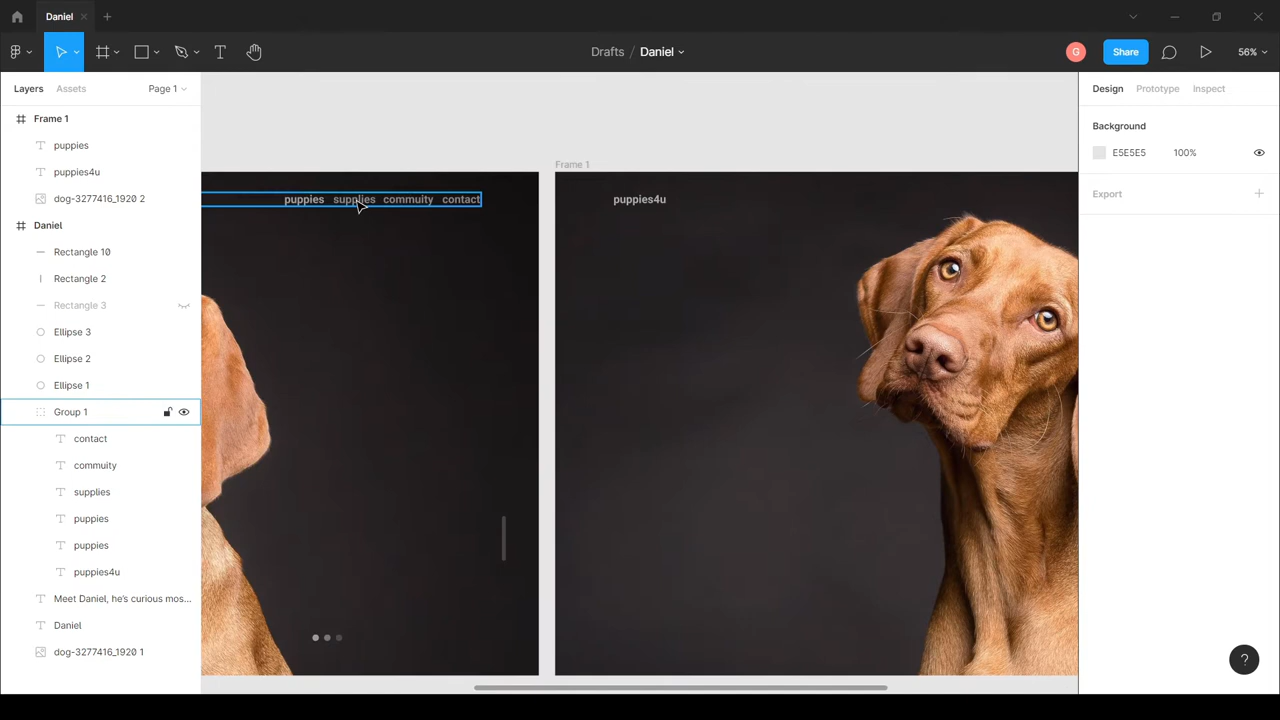 Daniel
Drafts / Daniel
G
Share
56%
Layers
Assets
Page 1
Design
Prototype
Inspect
Frame 1
puppies
puppies4u
dog-3277416_1920 2
Daniel
Rectangle 10
Rectangle 2
Rectangle 3
Ellipse 3
Ellipse 2
Ellipse 1
Group 1
contact
commuity
supplies
puppies
puppies
puppies4u
Meet Daniel, he's curious mos...
Daniel
dog-3277416_1920 1
puppies supplies commuity contact
Frame 1
puppies4u
Background
E5E5E5 100%
Export
?